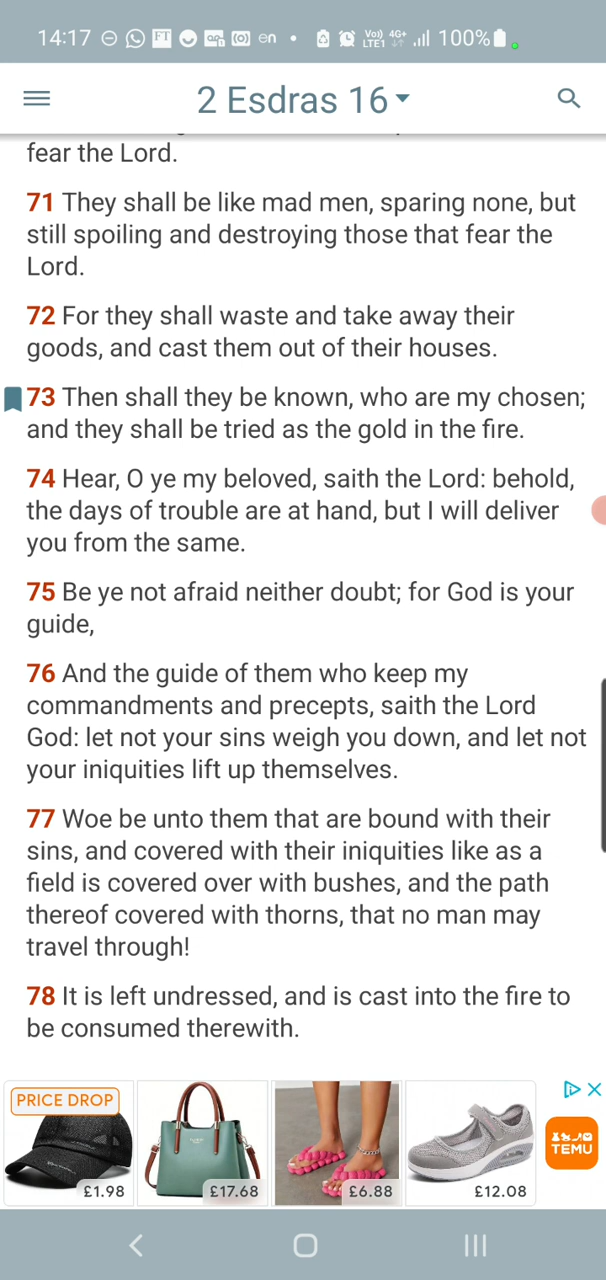 14:17 FT en Vo)) LTE1 4G+ 100%
2 Esdras 16
fear the Lord.
71 They shall be like mad men, sparing none, but
still spoiling and destroying those that fear the
Lord.
72 For they shall waste and take away their
goods, and cast them out of their houses.
73 Then shall they be known, who are my chosen;
and they shall be tried as the gold in the fire.
74 Hear, O ye my beloved, saith the Lord: behold,
the days of trouble are at hand, but I will deliver
you from the same.
75 Be ye not afraid neither doubt; for God is your
guide,
76 And the guide of them who keep my
commandments and precepts, saith the Lord
God: let not your sins weigh you down, and let not
your iniquities lift up themselves.
77 Woe be unto them that are bound with their
sins, and covered with their iniquities like as a
field is covered over with bushes, and the path
thereof covered with thorns, that no man may
travel through!
78 It is left undressed, and is cast into the fire to
be consumed therewith.
PRICE DROP
£1.98 £17.68 £6.88 £12.08
TEMU